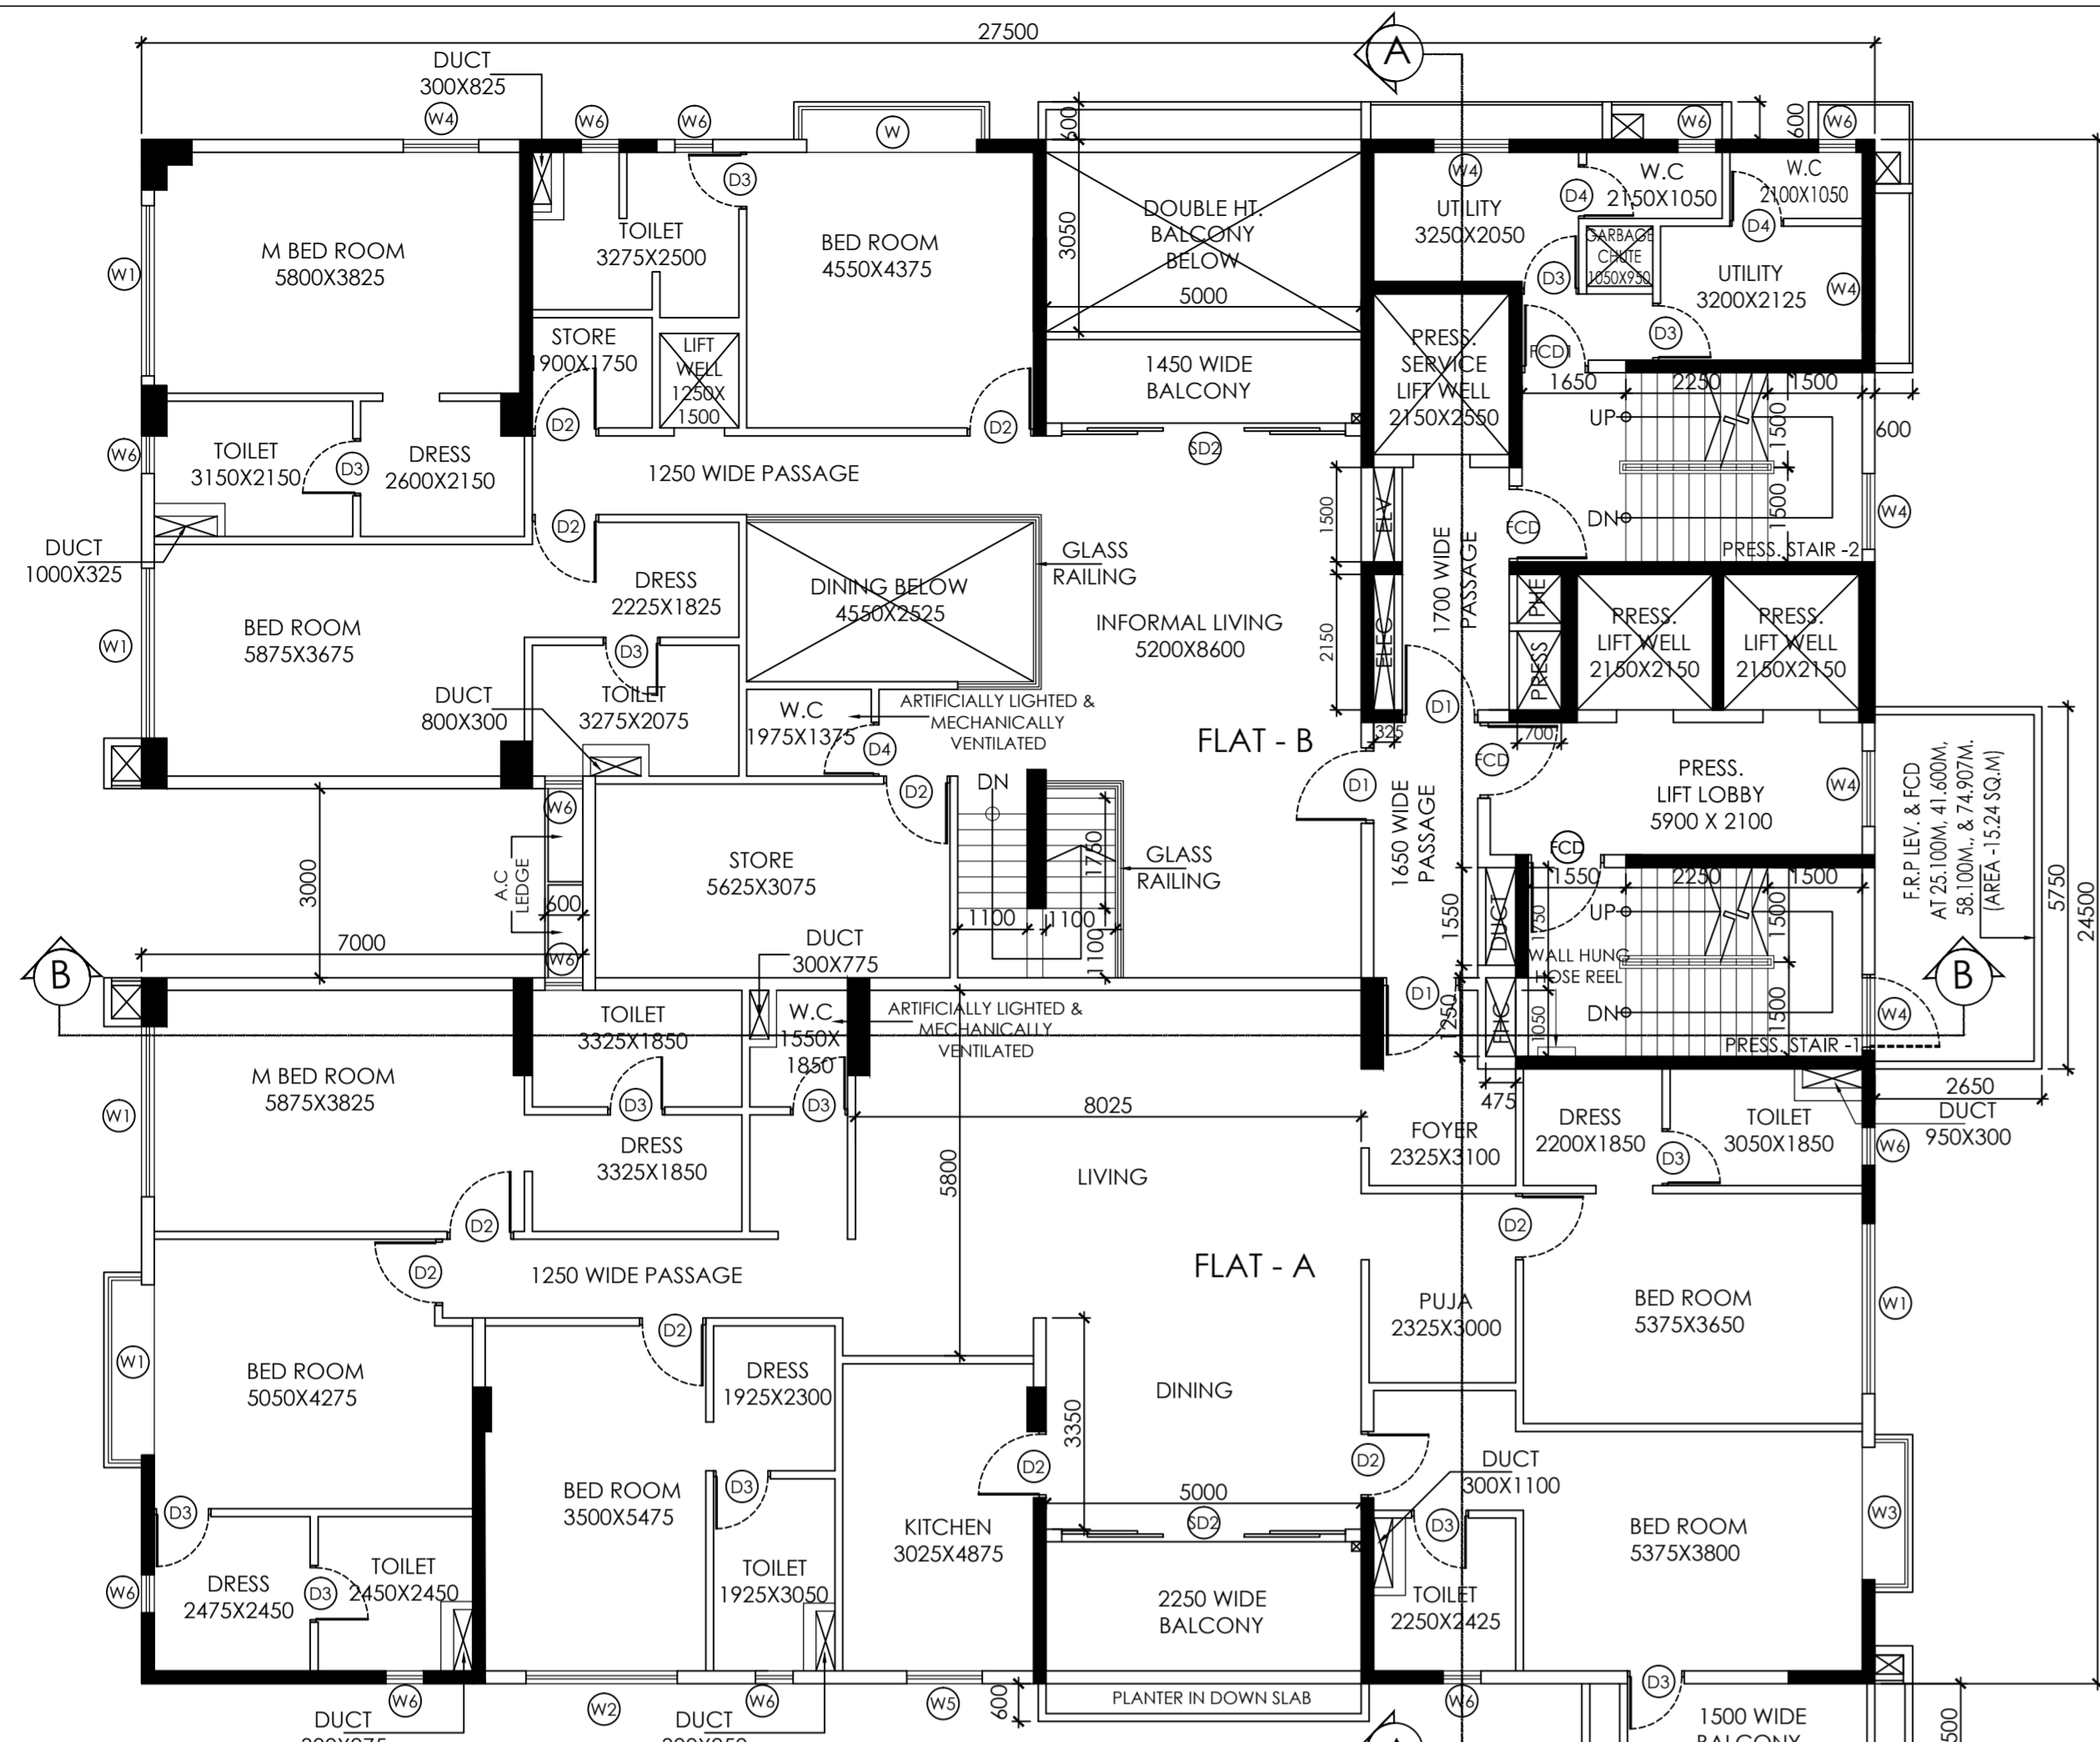 27500
A
DUCT
300X825
W4
W6
W6
W
600
W6
600
W6
D3
W4
W.C
2150X1050
W.C
2100X1050
D4
D4
M BED ROOM
5800X3825
TOILET
3275X2500
BED ROOM
4550X4375
3050
DOUBLE HT.
BALCONY
BELOW
5000
UTILITY
3250X2050
GARBAGE
CHUTE
1050X950
UTILITY
3200X2125
W4
W1
D3
D3
STORE
1900X1750
LIFT
WELL
1250X
1500
1450 WIDE
BALCONY
PRESS.
SERVICE
LIFT WELL
2150X2550
FCD1
1650
2250
1500
600
UP
1500
D2
D2
SD2
W6
TOILET
3150X2150
D3
DRESS
2600X2150
1250 WIDE PASSAGE
1500
ELV
1700 WIDE
PASSAGE
FCD
DN
1500
W4
PRESS. STAIR -2
DUCT
1000X325
D2
DRESS
2225X1825
DINING BELOW
4550X2525
GLASS
RAILING
INFORMAL LIVING
5200X8600
2150
ELEC
PHE
PRESS
PRESS.
LIFT WELL
2150X2150
PRESS.
LIFT WELL
2150X2150
W1
BED ROOM
5875X3675
D3
DUCT
800X300
TOILET
3275X2075
W.C
1975X1375
ARTIFICIALLY LIGHTED &
MECHANICALLY
VENTILATED
D4
D1
325
700
FLAT - B
FCD
D1
PRESS.
LIFT LOBBY
5900 X 2100
W4
F.R.P LEV. & FCD
AT 25.100M, 41.600M,
58.100M., & 74.907M.
(AREA -15.24 SQ.M)
5750
24500
W6
D2
DN
3000
A.C
LEDGE
600
STORE
5625X3075
1750
GLASS
RAILING
1650 WIDE
PASSAGE
FCD
1550
2250
1500
1100
1100
1100
1550
DUCT
1750
UP
1500
WALL HUNG
HOSE REEL
7000
W6
DUCT
300X775
B
B
TOILET
3325X1850
W.C
1550X
1850
ARTIFICIALLY LIGHTED &
MECHANICALLY
VENTILATED
D1
1250
FHC
1050
DN
1500
W4
PRESS. STAIR -1
M BED ROOM
5875X3825
W1
D3
D3
8025
475
2650
DUCT
950X300
DRESS
3325X1850
5800
LIVING
FOYER
2325X3100
DRESS
2200X1850
D3
TOILET
3050X1850
W6
D2
D2
D2
1250 WIDE PASSAGE
FLAT - A
PUJA
2325X3000
BED ROOM
5375X3650
W1
D2
W1
BED ROOM
5050X4275
DRESS
1925X2300
3350
DINING
D2
D2
DUCT
300X1100
D3
D3
BED ROOM
3500X5475
5000
SD2
KITCHEN
3025X4875
D3
BED ROOM
5375X3800
W3
W6
DRESS
2475X2450
D3
TOILET
2450X2450
TOILET
1925X3050
2250 WIDE
BALCONY
TOILET
2250X2425
W6
W2
W6
W5
600
PLANTER IN DOWN SLAB
W6
D3
DUCT
DUCT
1500 WIDE
BALCONY